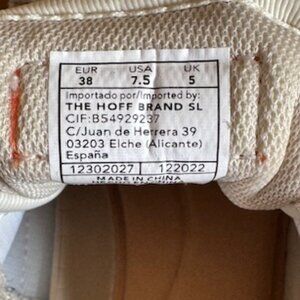 EUR USA UK
38 7.5 5
Importado por/Imported by:
THE HOFF BRAND SL
CIF:B54929237
C/Juan de Herrera 39
03203 Elche (Alicante)
España
12302027 122022
MADE IN CHINA